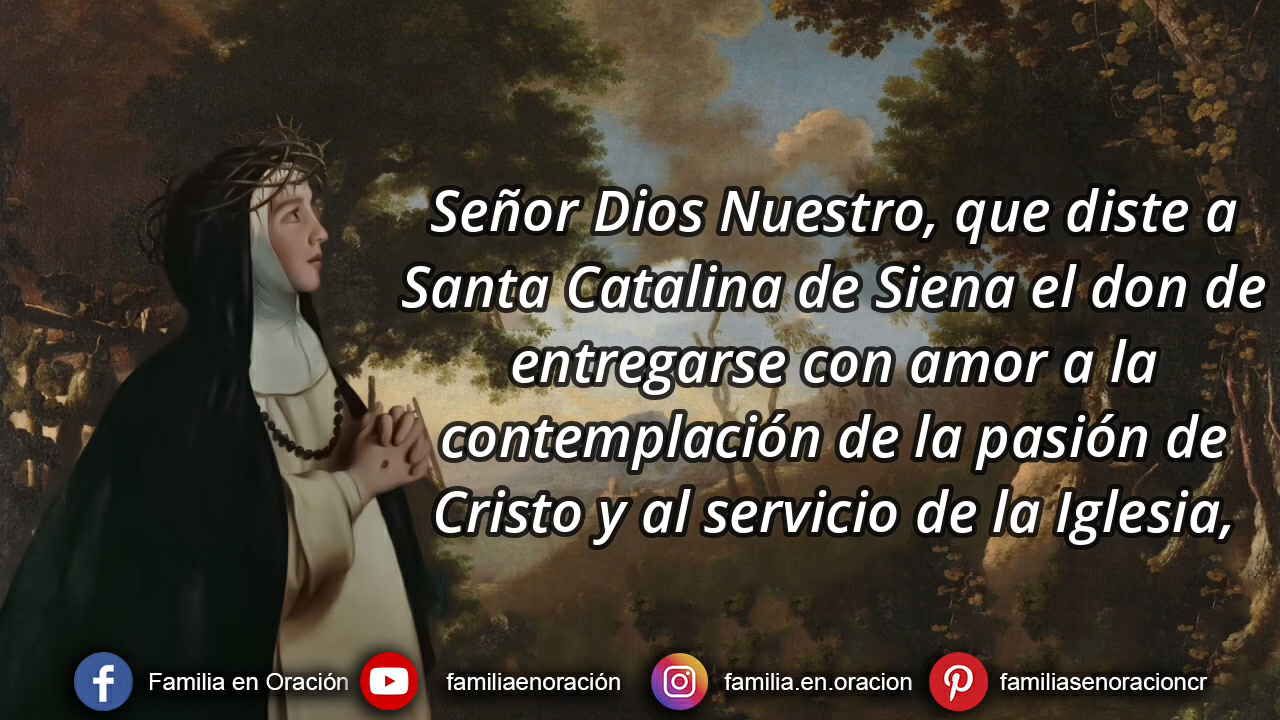 Señor Dios Nuestro, que diste a
Santa Catalina de Siena el don de
entregarse con amor a la
contemplación de la pasión de
Cristo y al servicio de la Iglesia,
Familia en Oración familiaenoración familia.en.oracion familiasenoracioncr